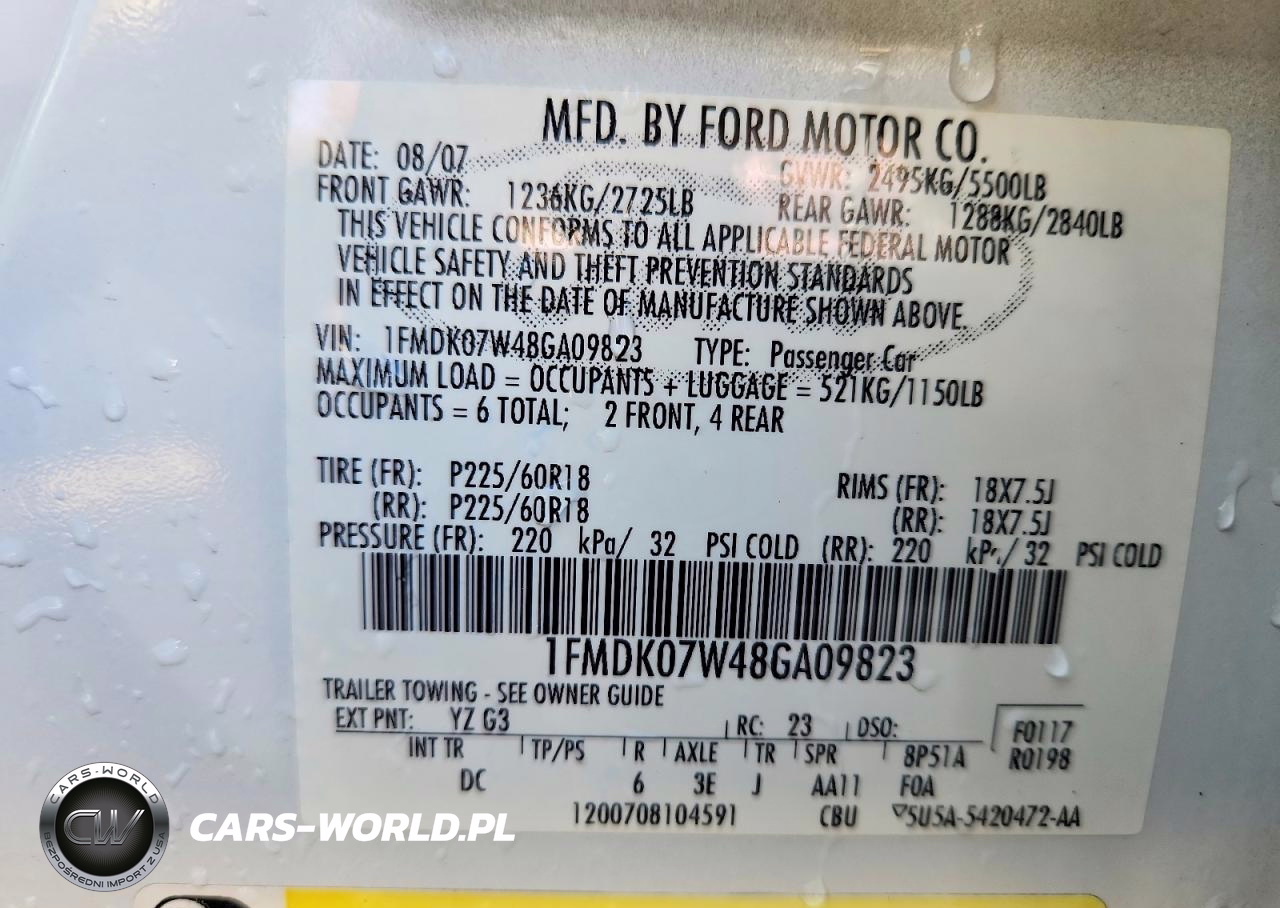 MFD. BY FORD MOTOR CO.
DATE: 08/07 GVWR: 2495KG/5500LB
FRONT GAWR: 1236KG/2725LB REAR GAWR: 1288KG/2840LB
THIS VEHICLE CONFORMS TO ALL APPLICABLE FEDERAL MOTOR
VEHICLE SAFETY AND THEFT PREVENTION STANDARDS
IN EFFECT ON THE DATE OF MANUFACTURE SHOWN ABOVE.
VIN: 1FMDK07W48GA09823 TYPE: Passenger Car
MAXIMUM LOAD = OCCUPANTS + LUGGAGE = 521KG/1150LB
OCCUPANTS = 6 TOTAL; 2 FRONT, 4 REAR
TIRE (FR): P225/60R18 RIMS (FR): 18X7.5J
(RR): P225/60R18 (RR): 18X7.5J
PRESSURE (FR): 220 kPa/ 32 PSI COLD (RR): 220 kPa/ 32 PSI COLD
1FMDK07W48GA09823
TRAILER TOWING - SEE OWNER GUIDE
EXT PNT: YZ G3 RC: 23 DSO: F0117
INT TR TP/PS R AXLE TR SPR 8P51A R0198
DC 6 3E J AA11 F0A
1200708104591 CBU 5U5A-5420472-AA
CARS-WORLD
CW
BEZPOŚREDNI IMPORT Z USA
CARS-WORLD.PL